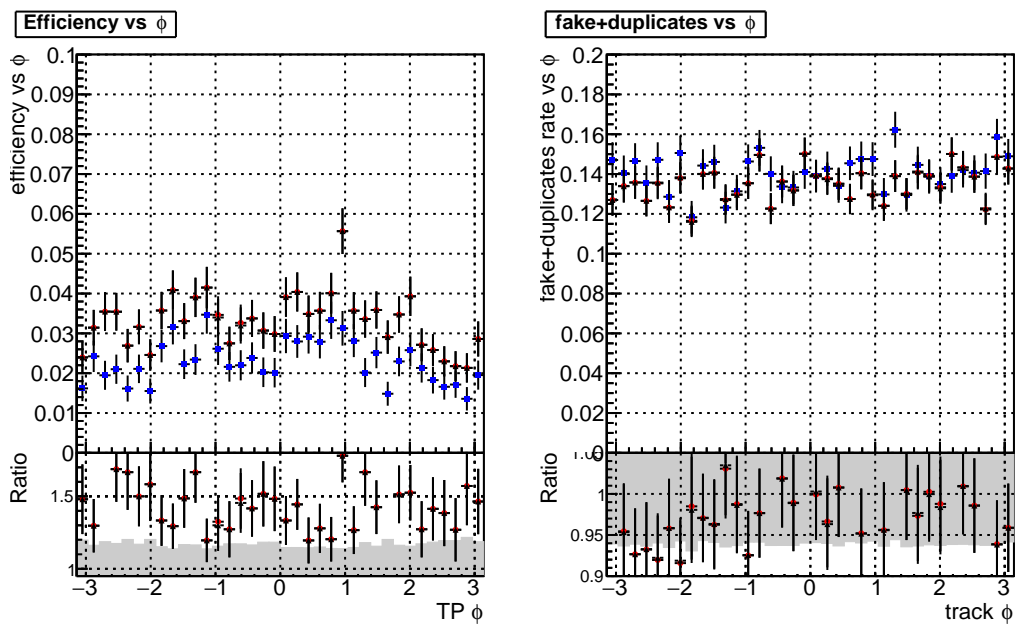 Efficiency vs ϕ
efficiency vs ϕ
0.1
0.09
0.08
0.07
0.06
0.05
0.04
0.03
0.02
0.01
0
Ratio
1.5
1
−3 −2 −1 0 1 2 3
TP ϕ
fake+duplicates vs ϕ
fake+duplicates rate vs ϕ
0.2
0.18
0.16
0.14
0.12
0.1
0.08
0.06
0.04
0.02
0
Ratio
1
0.95
0.9
−3 −2 −1 0 1 2 3
track ϕ